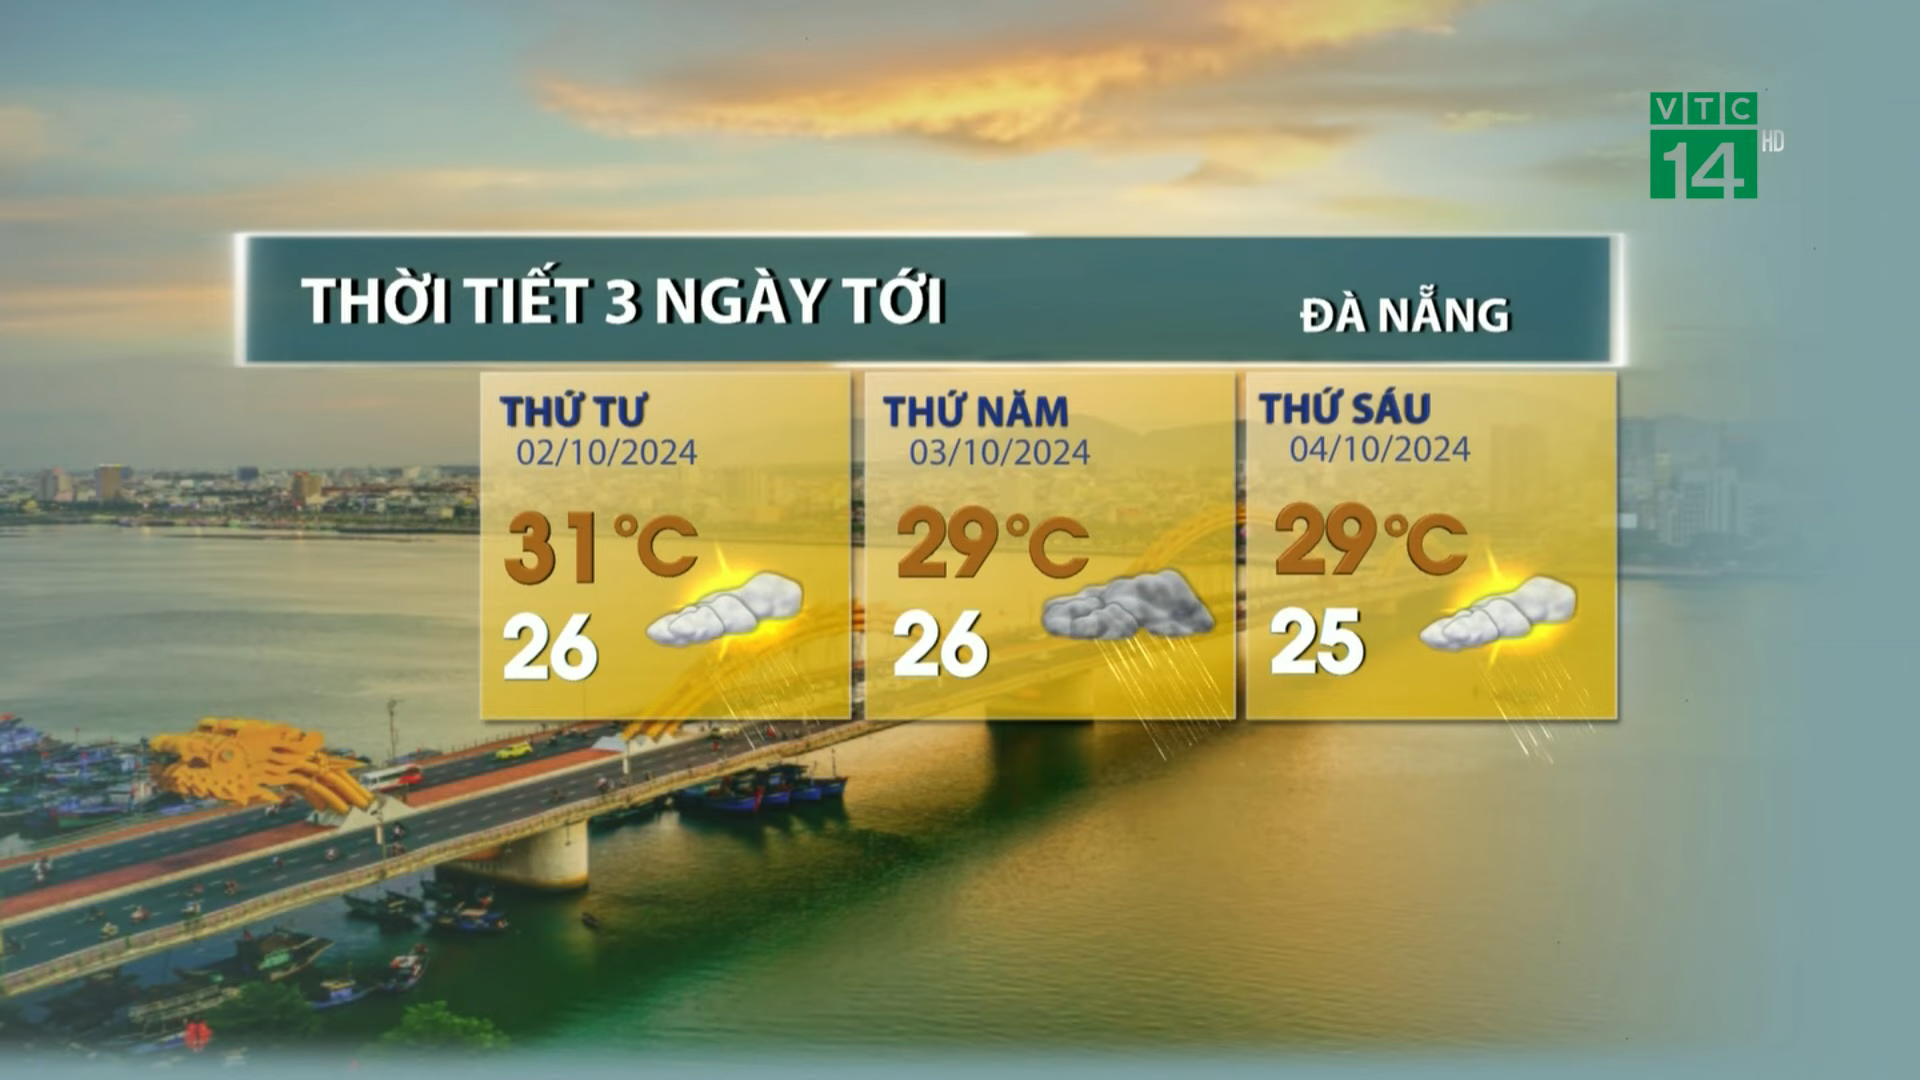 VTC
14 HD
THỜI TIẾT 3 NGÀY TỚI
ĐÀ NẴNG
THỨ TƯ
02/10/2024
31°C
26
THỨ NĂM
03/10/2024
29°C
26
THỨ SÁU
04/10/2024
29°C
25